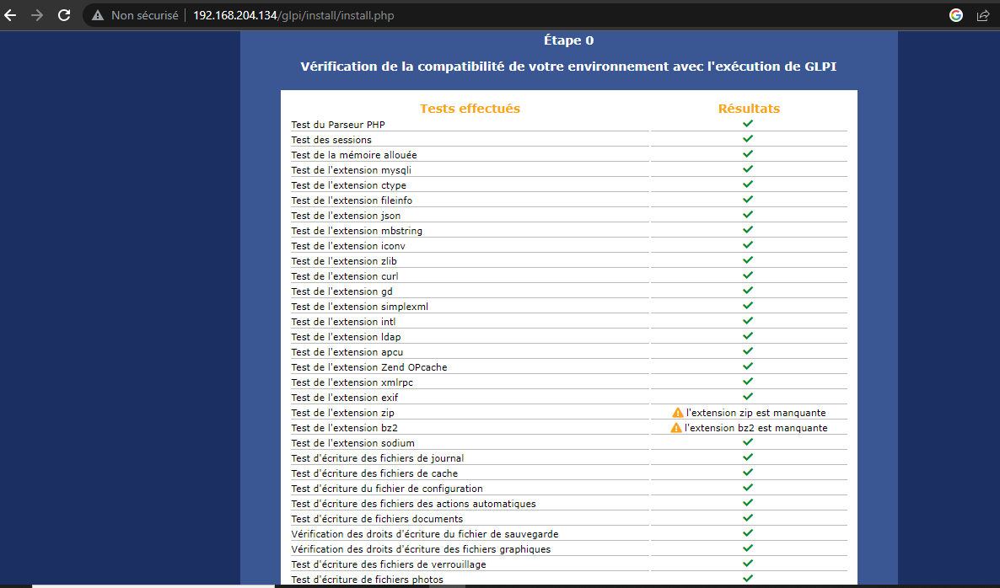 Non sécurisé
192.168.204.134/glpi/install/install.php
Étape 0
Vérification de la compatibilité de votre environnement avec l'exécution de GLPI
Tests effectués Résultats
Test du Parseur PHP
Test des sessions
Test de la mémoire allouée
Test de l'extension mysqli
Test de l'extension ctype
Test de l'extension fileinfo
Test de l'extension json
Test de l'extension mbstring
Test de l'extension iconv
Test de l'extension zlib
Test de l'extension curl
Test de l'extension gd
Test de l'extension simplexml
Test de l'extension intl
Test de l'extension ldap
Test de l'extension apcu
Test de l'extension Zend OPcache
Test de l'extension xmlrpc
Test de l'extension exif
Test de l'extension zip l'extension zip est manquante
Test de l'extension bz2 l'extension bz2 est manquante
Test de l'extension sodium
Test d'écriture des fichiers de journal
Test d'écriture des fichiers de cache
Test d'écriture du fichier de configuration
Test d'écriture des fichiers des actions automatiques
Test d'écriture de fichiers documents
Vérification des droits d'écriture du fichier de sauvegarde
Vérification des droits d'écriture des fichiers graphiques
Test d'écriture des fichiers de verrouillage
Test d'écriture de fichiers photos